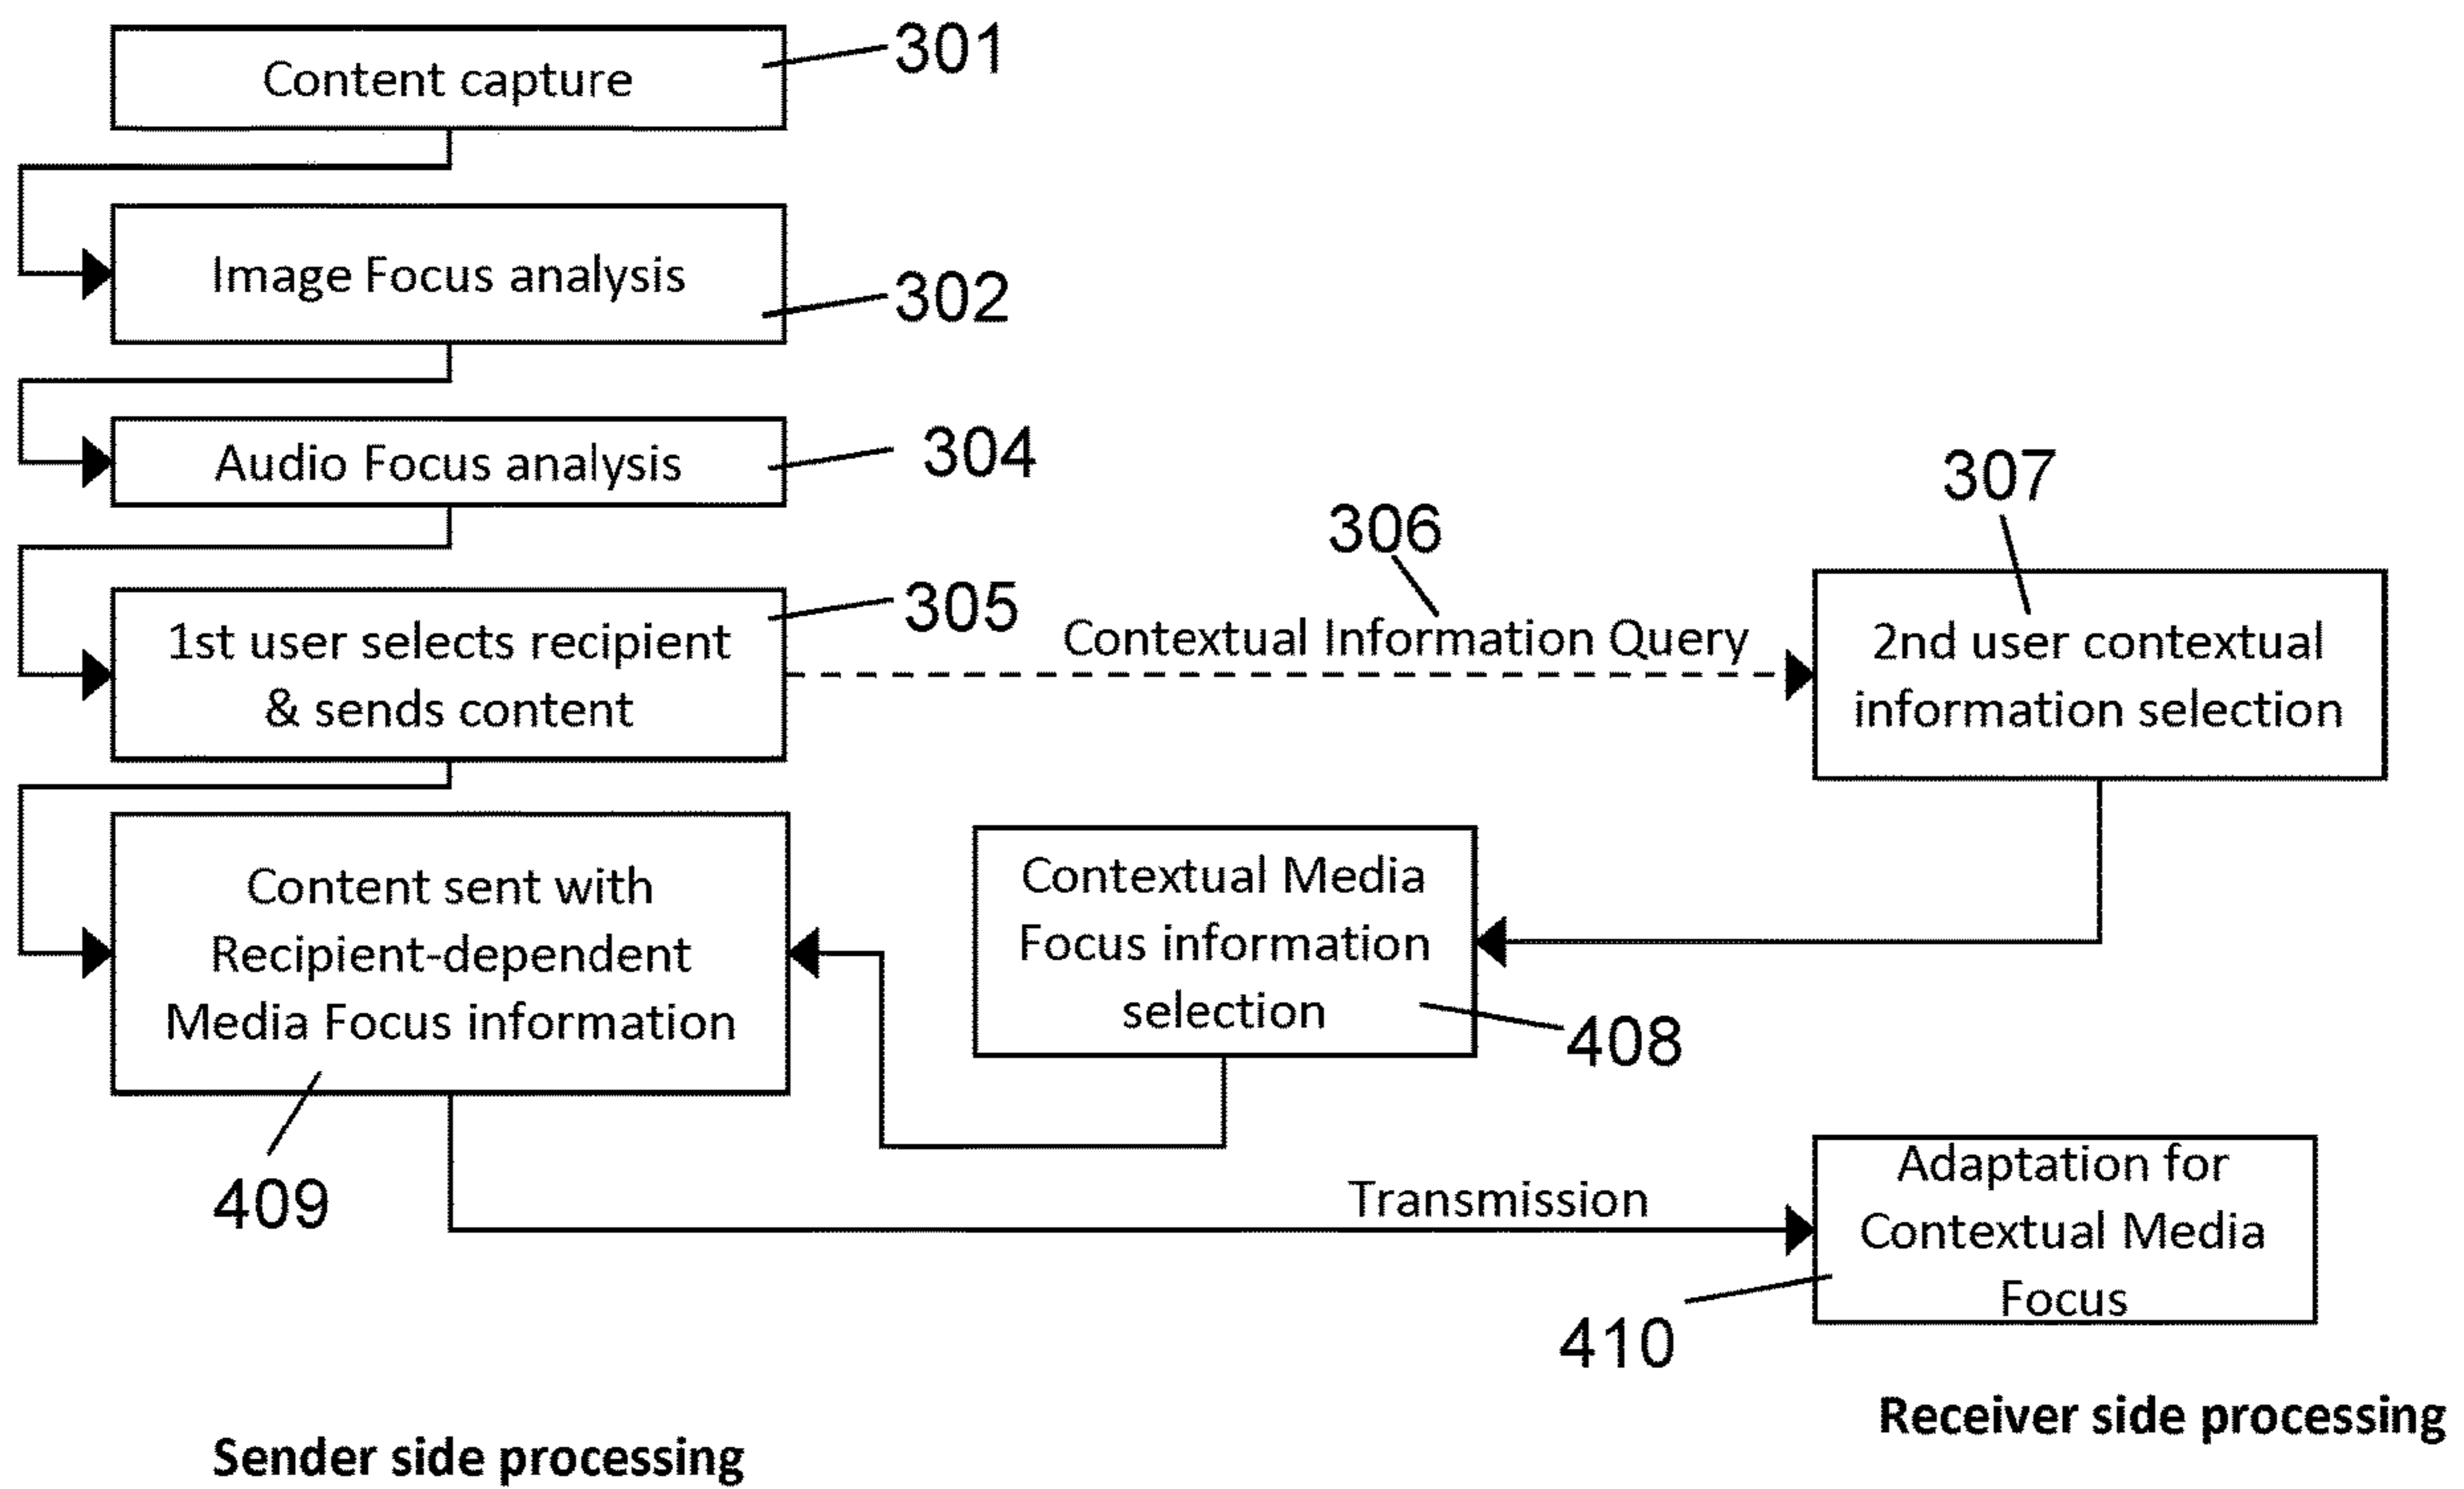 Content capture
301
Image Focus analysis
302
Audio Focus analysis
304
1st user selects recipient
& sends content
305
306
Contextual Information Query
307
2nd user contextual
information selection
Content sent with
Recipient-dependent
Media Focus information
409
Contextual Media
Focus information
selection
408
Transmission
Adaptation for
Contextual Media
Focus
410
Sender side processing
Receiver side processing